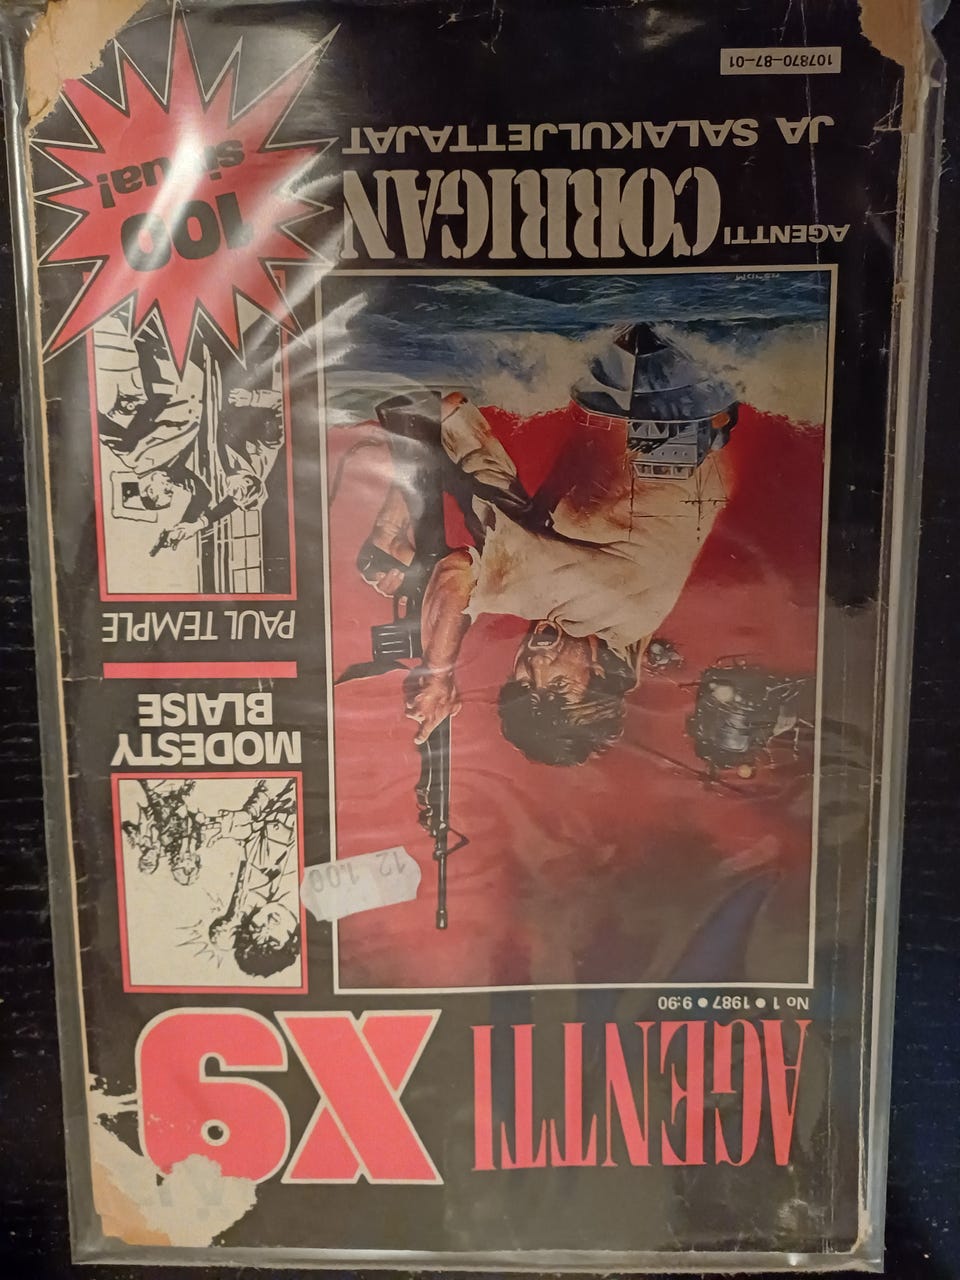 AGENTTI X9
No 1 • 1987 • 9:90
12 1.00
MODESTY
BLAISE
PAUL TEMPLE
100
sivua!
AGENTTI CORRIGAN
JA SALAKULJETTAJAT
107870-87-01